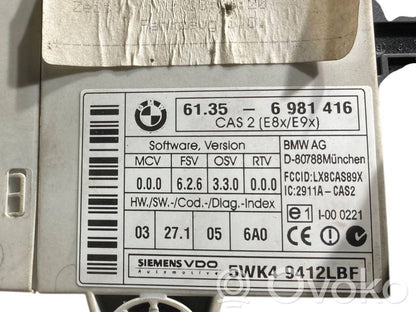 61.35 - 6 981 416
CAS 2 (E8x/E9x)
Software, Version
MCV FSV OSV RTV
0.0.0 6.2.6 3.3.0 0.0.0
HW./SW.-/Cod.-/Diag.-Index
03 27.1 05 6A0
BMW AG
D-80788München
FCCID:LX8CAS89X
IC:2911A-CAS2
e1 I-00 0221
SIEMENS VDO
Automotive
5WK4 9412LBF
ovoko